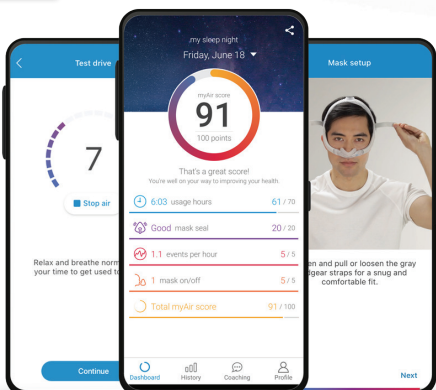 Test drive
7
Stop air
Relax and breathe
your time to get used
Continue
my sleep night
Friday, June 18
myAir score
91
100 points
That's a great score!
You're well on your way to improving your health.
6:03 usage hours 61 / 70
Good mask seal 20 / 20
1.1 events per hour 5 / 5
1 mask on/off 5 / 5
Total myAir score 91 / 100
Dashboard History Coaching Profile
Mask setup
and pull or loosen the gray
straps for a snug and
comfortable fit.
Next